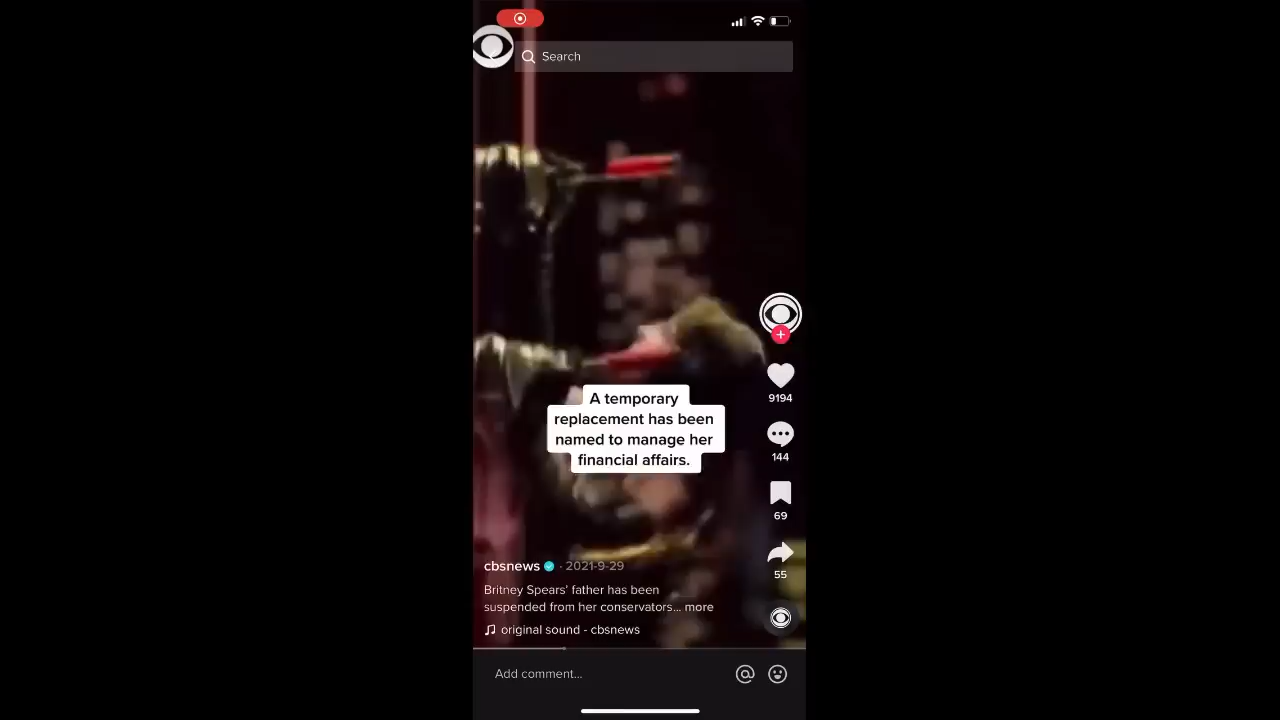 Search
A temporary
replacement has been
named to manage her
financial affairs.
9194
144
69
55
cbsnews · 2021-9-29
Britney Spears' father has been
suspended from her conservators... more
original sound - cbsnews
Add comment...